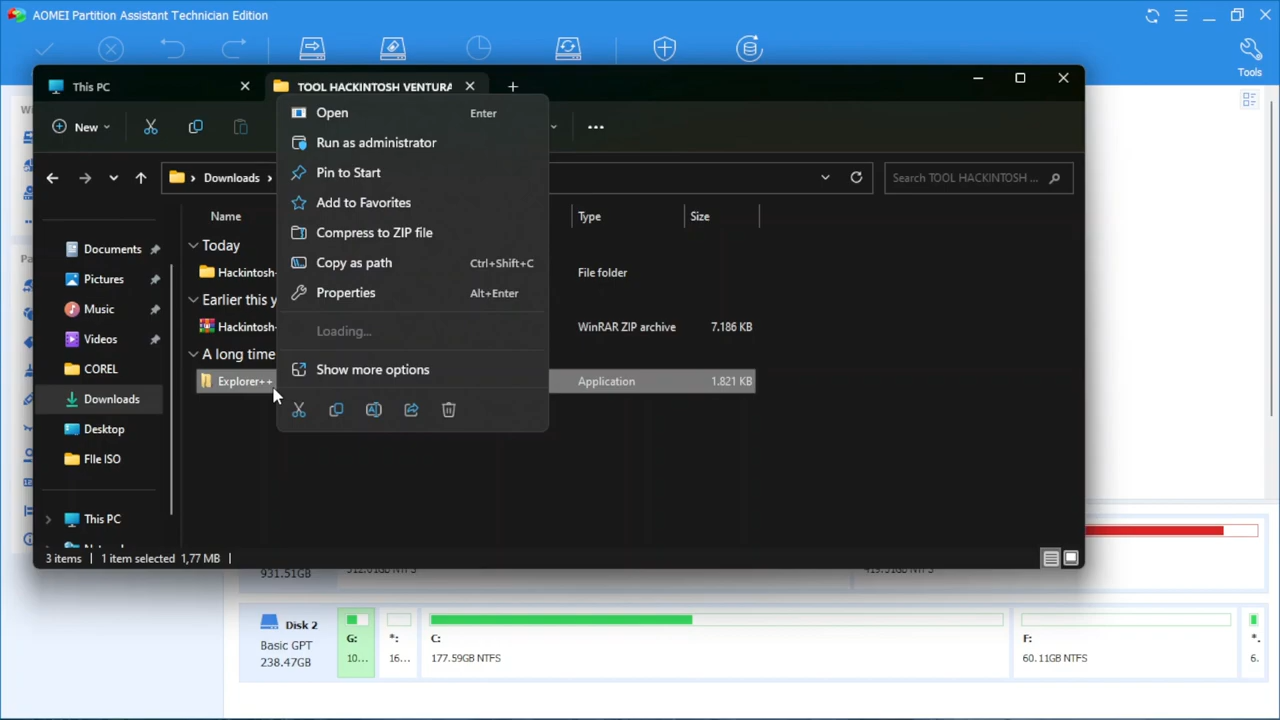 AOMEI Partition Assistant Technician Edition
Tools
This PC
TOOL HACKINTOSH VENTURA
New
Downloads
Search TOOL HACKINTOSH ...
Open Enter
Run as administrator
Pin to Start
Add to Favorites
Compress to ZIP file
Copy as path Ctrl+Shift+C
Properties Alt+Enter
Loading...
Show more options
Documents
Pictures
Music
Videos
COREL
Downloads
Desktop
FIle ISO
This PC
Name Type Size
Today
Hackintosh- File folder
Earlier this y
Hackintosh- WinRAR ZIP archive 7.186 KB
A long time
Explorer++ Application 1.821 KB
3 items 1 item selected 1,77 MB
931.51GB
Disk 2
Basic GPT
238.47GB
G:
10...
*:
16...
C:
177.59GB NTFS
F:
60.11GB NTFS
*.
6.